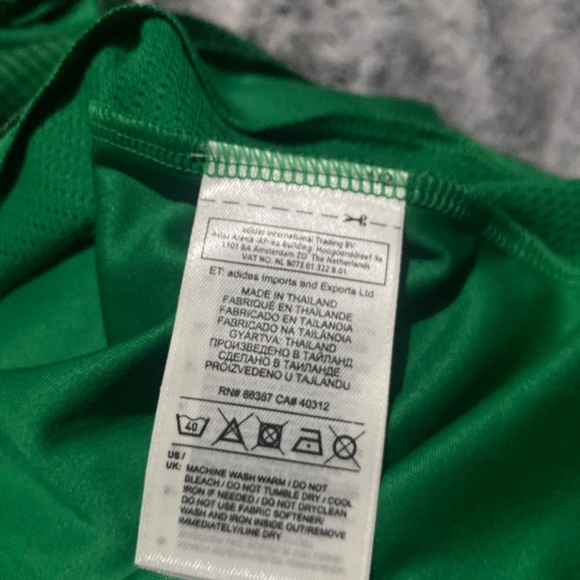 adidas International Trading BV
Atlas Arena-Afrika Building Hoogoorddreef 9a
1101 BA Amsterdam ZO The Netherlands
VAT NO. NL 8073.01.322.B.01
ET: adidas Imports and Exports Ltd
MADE IN THAILAND
FABRIQUÉ EN THAÏLANDE
FABRICADO EN TAILANDIA
FABRICADO NA TAILÂNDIA
GYÁRTVA: THAILAND
ПРОИЗВЕДЕНО В ТАЙЛАНД
СДЕЛАНО В ТАИЛАНДЕ
PROIZVEDENO U TAJLANDU
RN# 88387 CA# 40312
40
US /
UK: MACHINE WASH WARM / DO NOT
BLEACH / DO NOT TUMBLE DRY / COOL
IRON IF NEEDED / DO NOT DRYCLEAN
DO NOT USE FABRIC SOFTENER/
WASH AND IRON INSIDE OUT/REMOVE
IMMEDIATELY/LINE DRY